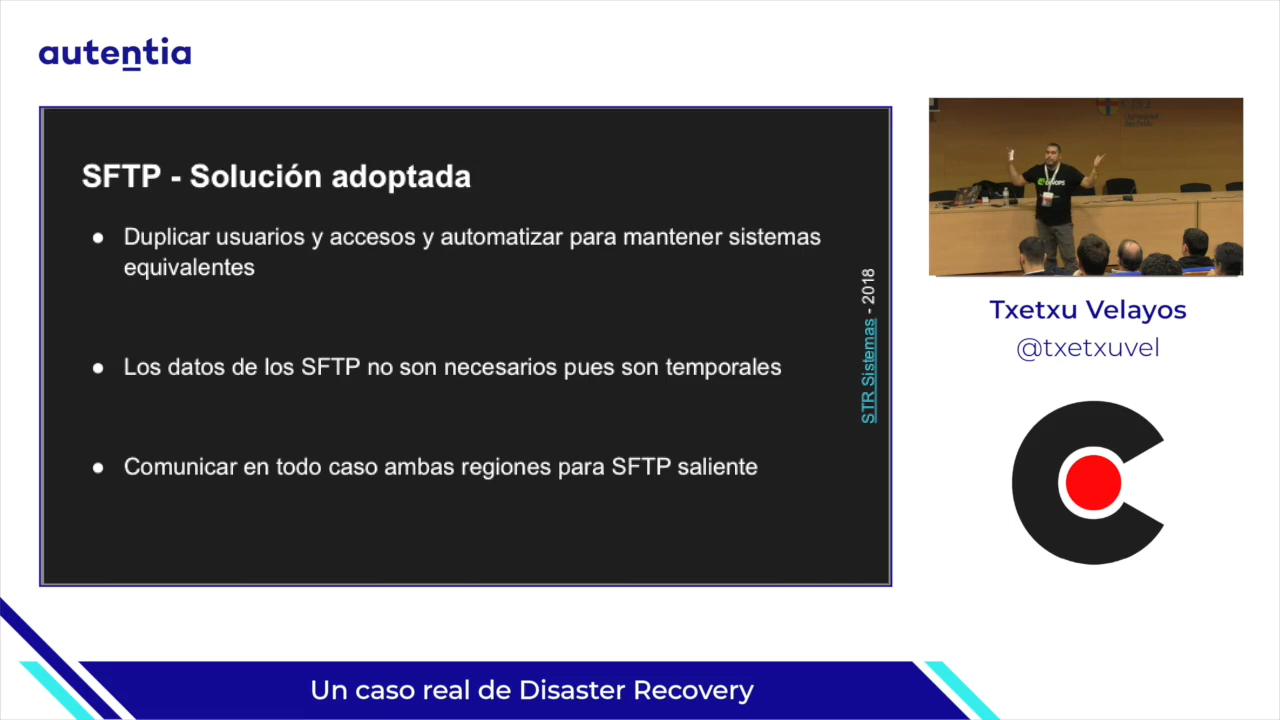 autentia
SFTP - Solución adoptada
● Duplicar usuarios y accesos y automatizar para mantener sistemas
equivalentes
● Los datos de los SFTP no son necesarios pues son temporales
● Comunicar en todo caso ambas regiones para SFTP saliente
STR Sistemas - 2018
Txetxu Velayos
@txetxuvel
Un caso real de Disaster Recovery